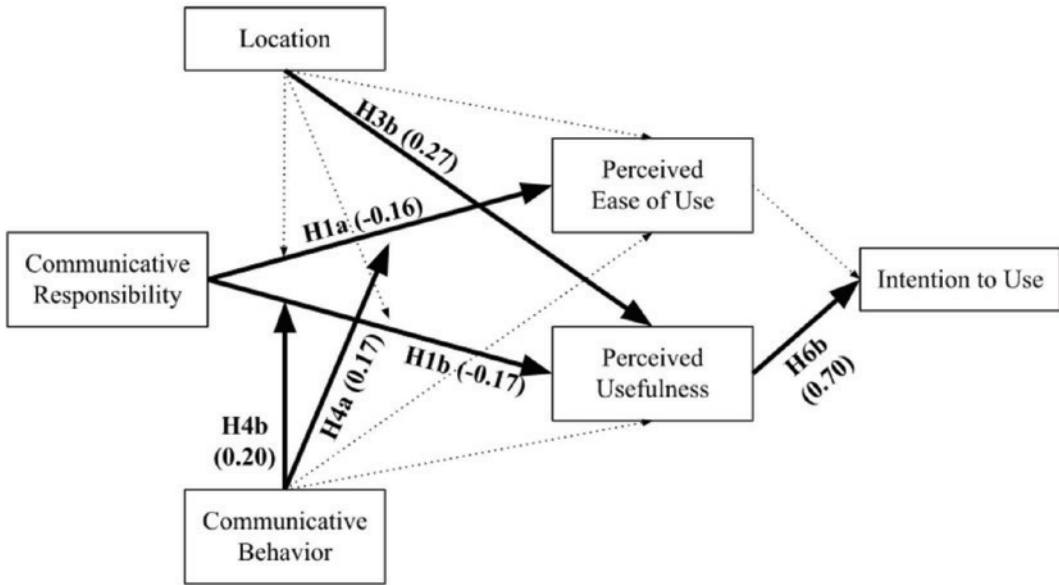 Location
H3b (0.27)
Perceived
Ease of Use
H1a (-0.16)
Communicative
Responsibility
Intention to Use
H1b (-0.17)
Perceived
Usefulness
H6b
(0.70)
H4a (0.17)
H4b
(0.20)
Communicative
Behavior